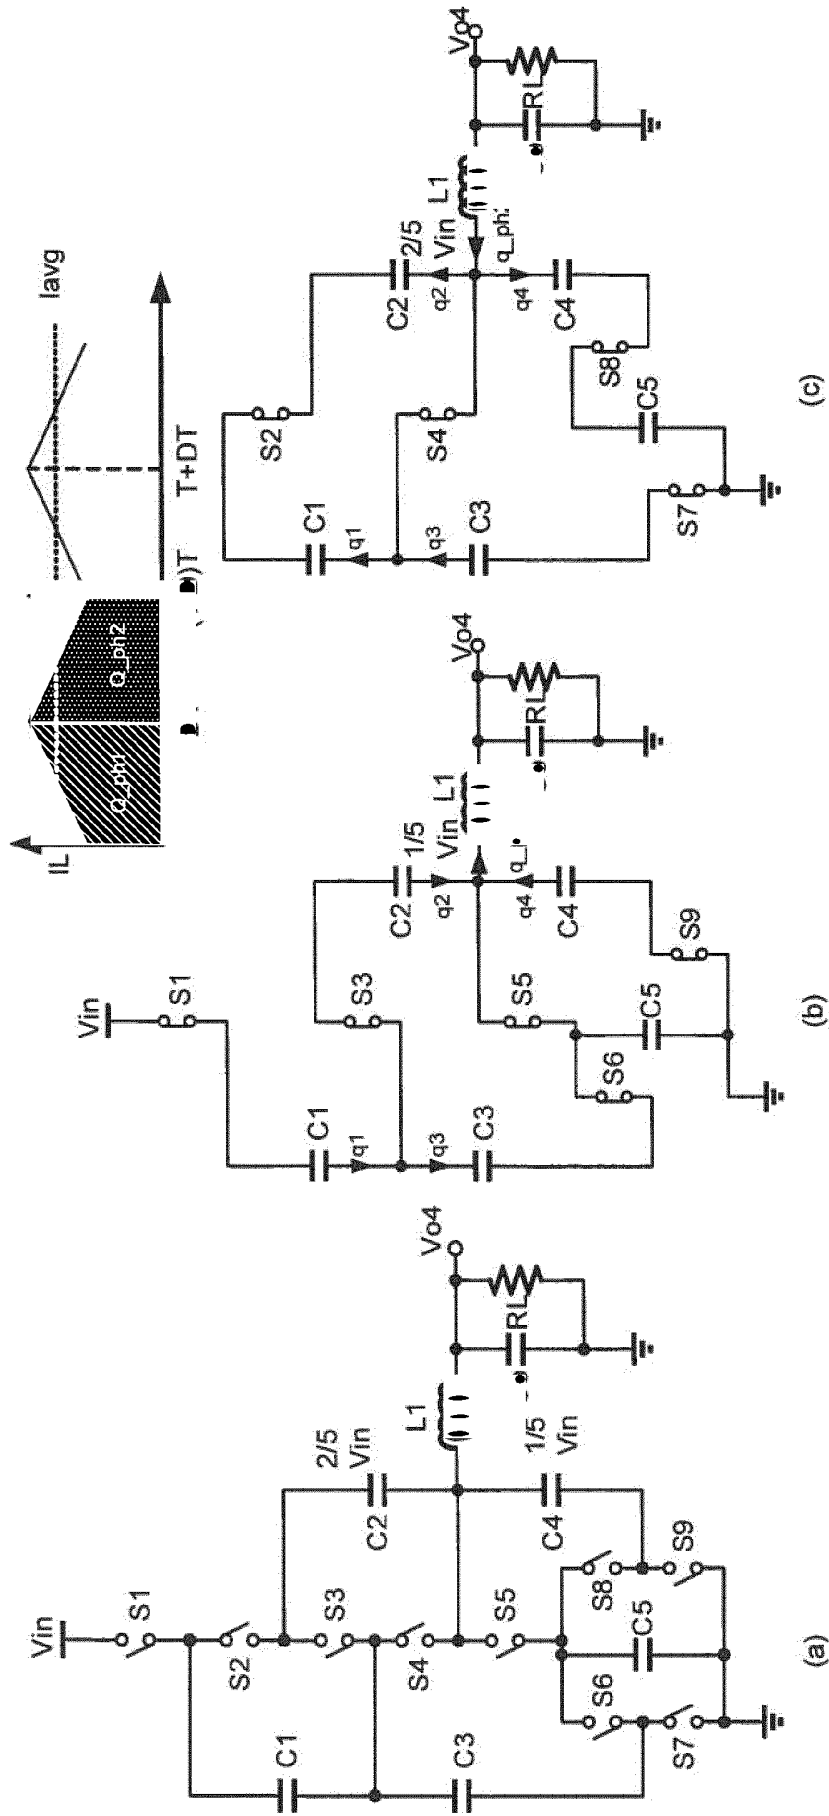 Vin
S1
S2
S3
S4
S5
S6
S7
S8
S9
C1
C3
C2
2/5
Vin
C4
1/5
Vin
C5
L1
RL
Vo4
(a)
Vin
S1
C1
q1
q3
C3
S3
S5
S6
C5
S9
C2
1/5
Vin
q2
q4
C4
L1
RL
Vo4
(b)
IL
Q_ph1
Q_ph2
T+DT
Iavg
C1
q1
q3
C3
S2
S4
S7
C5
S8
C2
2/5
Vin
q2
q4
C4
L1
RL
Vo4
(c)